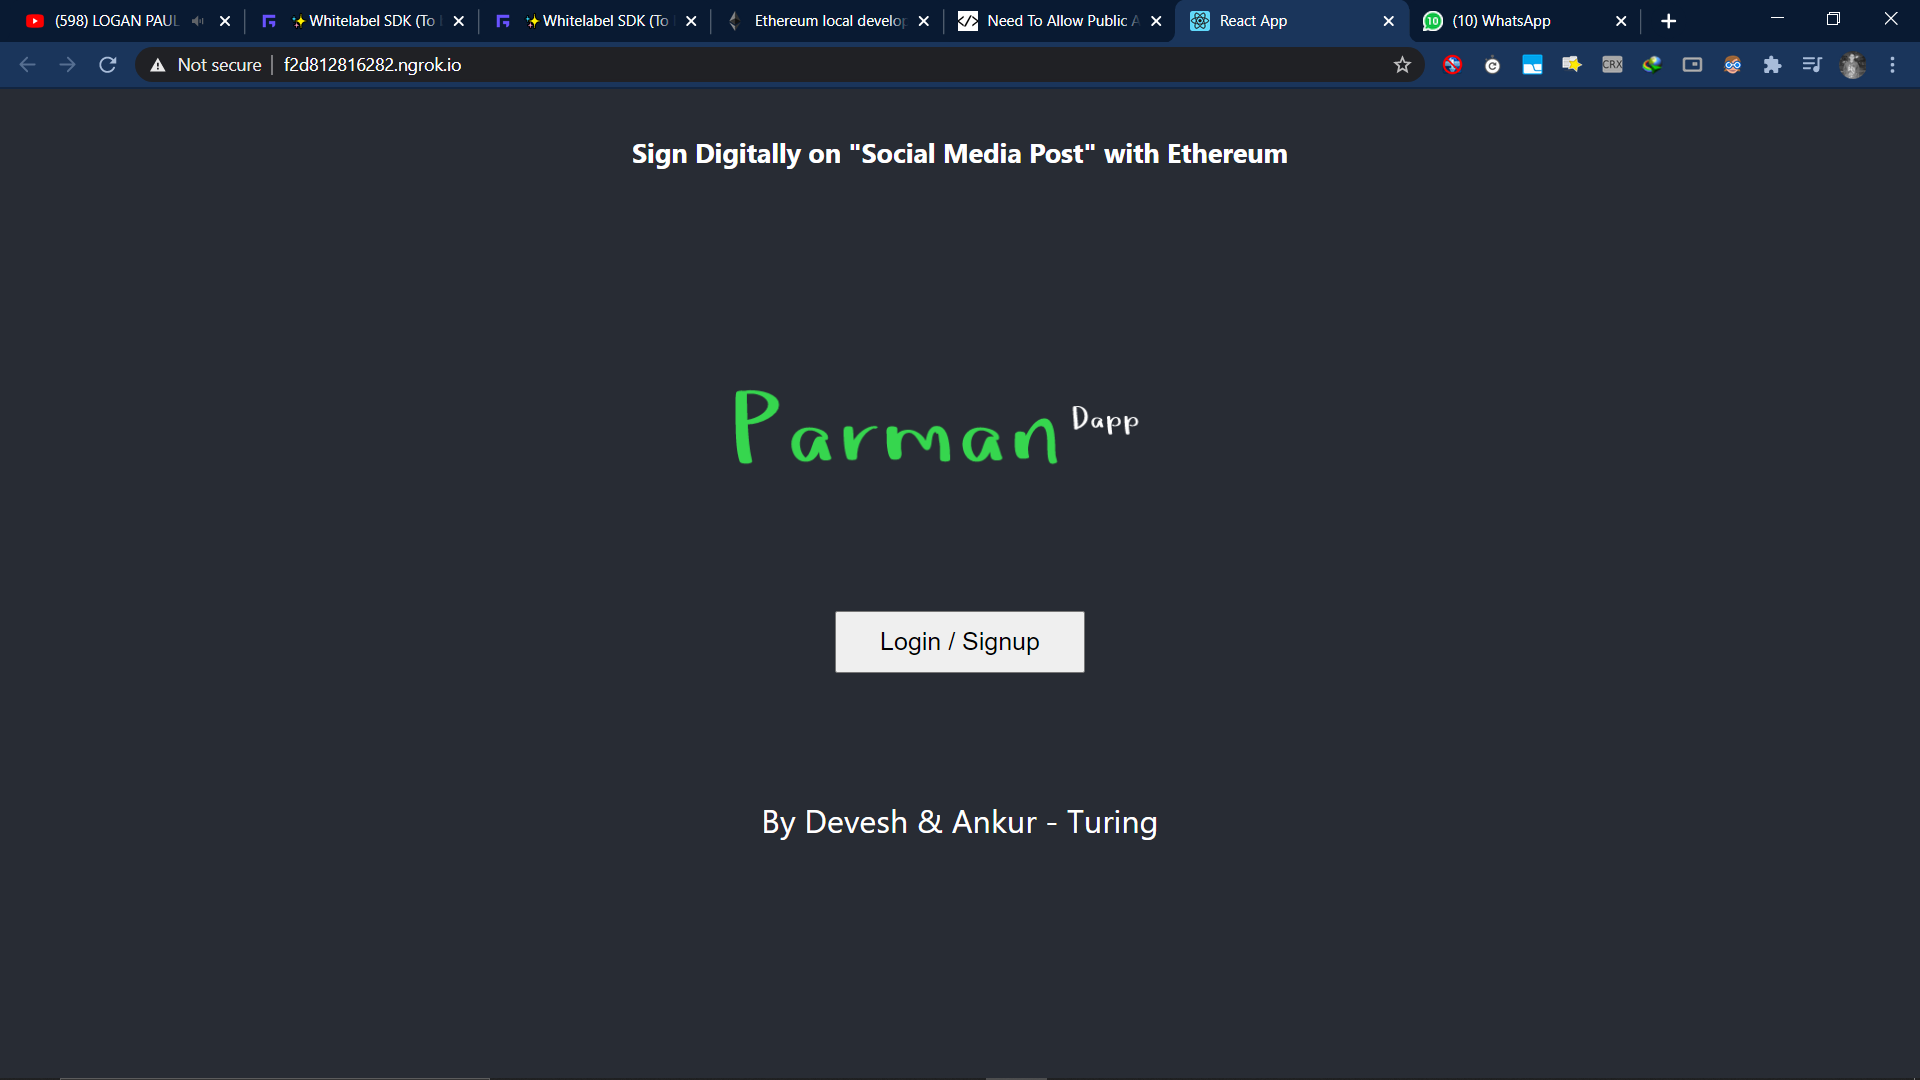 (598) LOGAN PAUL
✨Whitelabel SDK (To
✨Whitelabel SDK (To
Ethereum local develop
Need To Allow Public A
React App
(10) WhatsApp
Not secure
f2d812816282.ngrok.io
CRX
Sign Digitally on "Social Media Post" with Ethereum
Parman Dapp
Login / Signup
By Devesh & Ankur - Turing